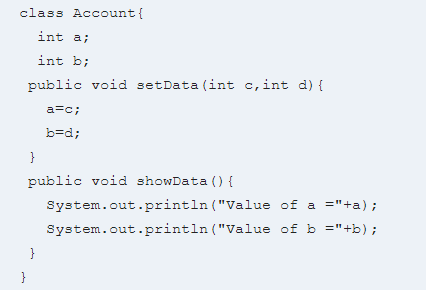 class Account{
int a;
int b;
public void setData(int c,int d){
a=c;
b=d;
}
public void showData(){
System.out.println("Value of a ="+a);
System.out.println("Value of b ="+b);
}
}